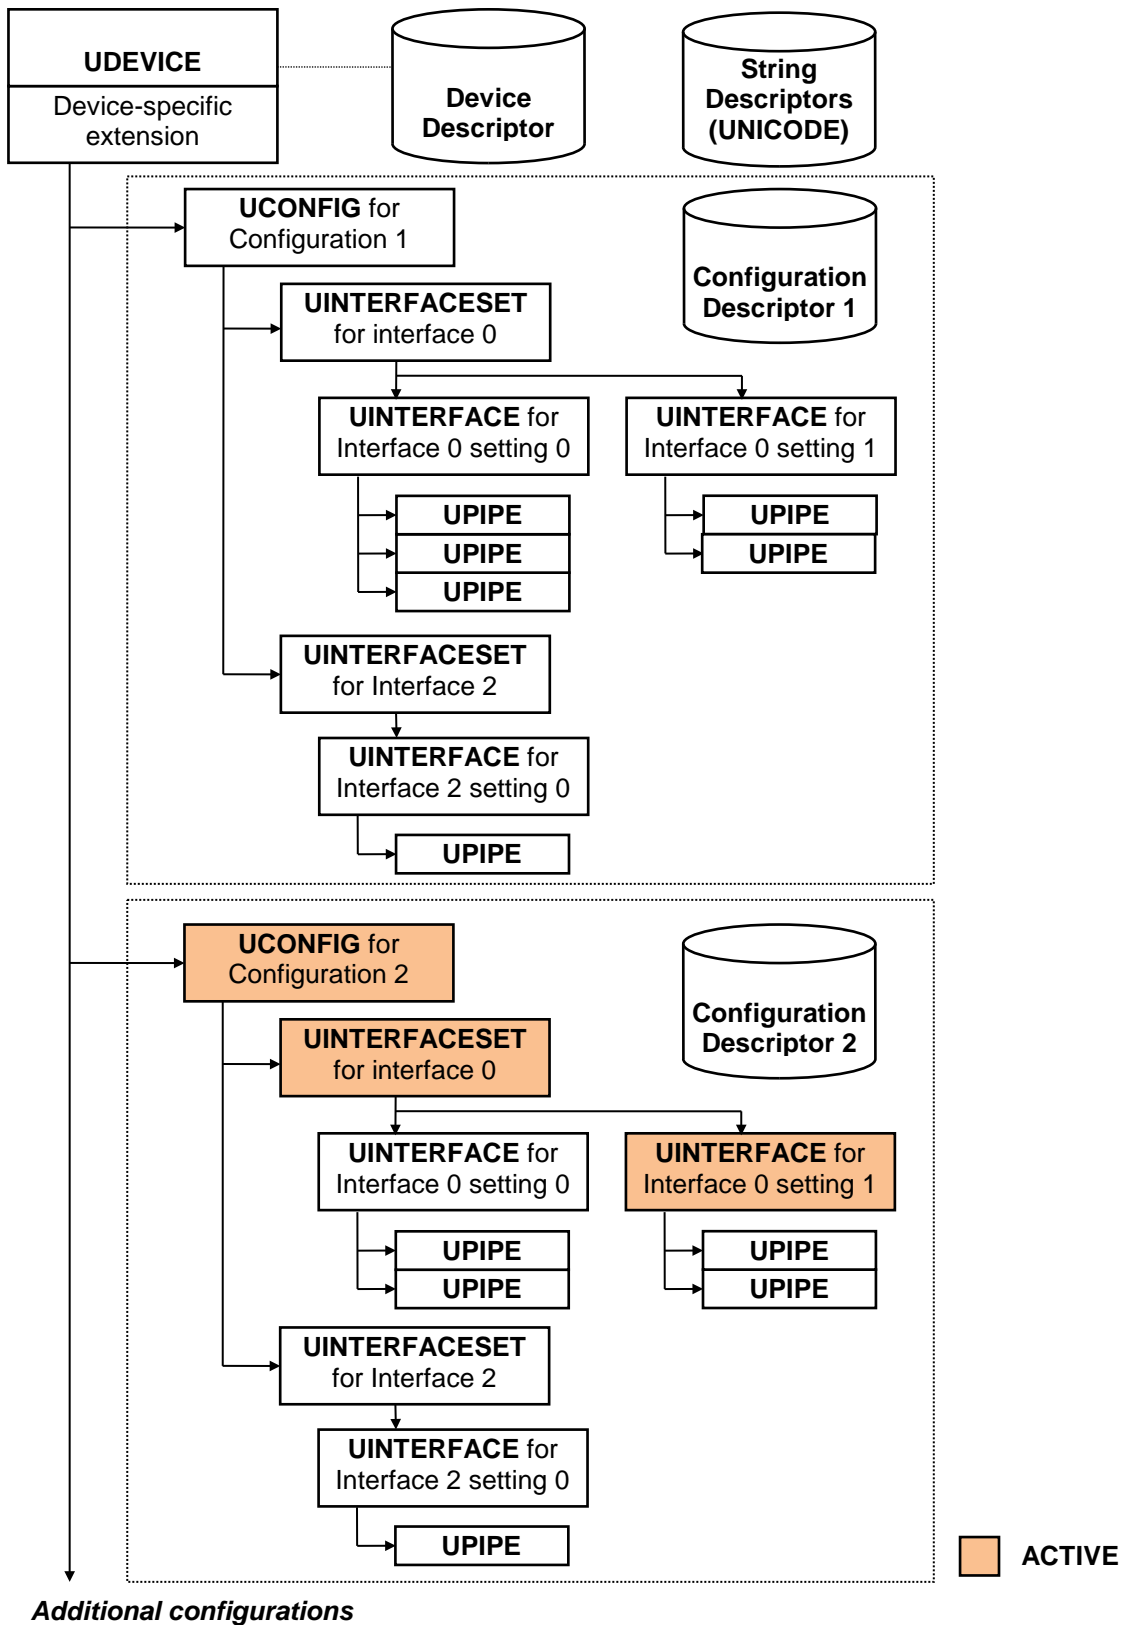 UDEVICE
Device-specific
extension
Device
Descriptor
String
Descriptors
(UNICODE)
UCONFIG for
Configuration 1
Configuration
Descriptor 1
UINTERFACESET
for interface 0
UINTERFACE for
Interface 0 setting 0
UINTERFACE for
Interface 0 setting 1
UPIPE
UPIPE
UPIPE
UPIPE
UPIPE
UINTERFACESET
for Interface 2
UINTERFACE for
Interface 2 setting 0
UPIPE
UCONFIG for
Configuration 2
Configuration
Descriptor 2
UINTERFACESET
for interface 0
UINTERFACE for
Interface 0 setting 0
UINTERFACE for
Interface 0 setting 1
UPIPE
UPIPE
UPIPE
UPIPE
UINTERFACESET
for Interface 2
UINTERFACE for
Interface 2 setting 0
UPIPE
ACTIVE
Additional configurations